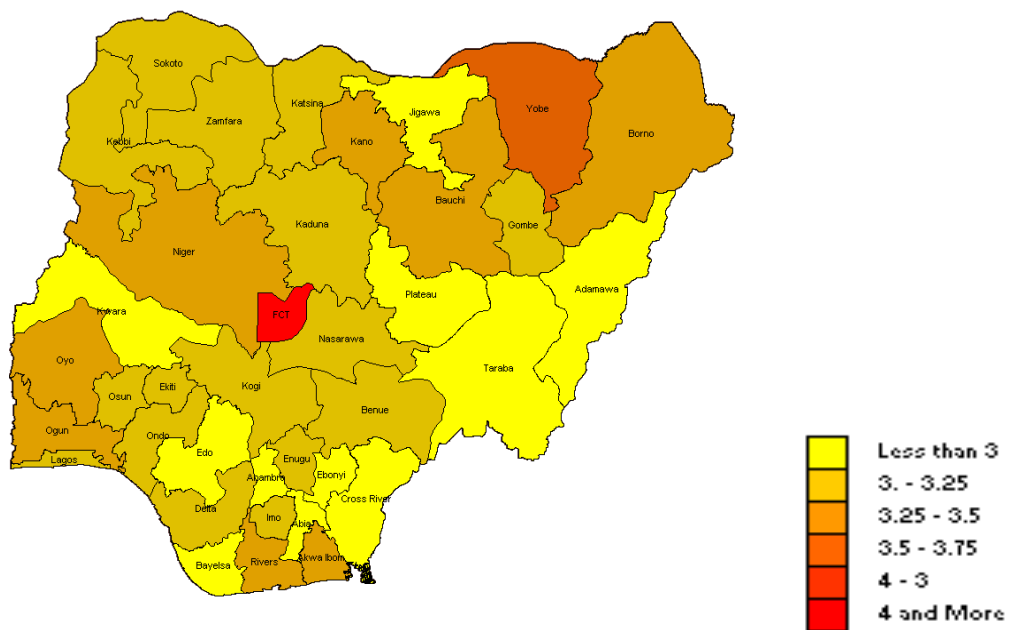 Sokoto
Katsina
Jigawa
Yobe
Zamfara
Borno
Kebbi
Kano
Bauchi
Kaduna
Gombe
Niger
Plateau
Adamawa
Kwara
FCT
Nasarawa
Oyo
Taraba
Osun
Ekiti
Kogi
Benue
Ogun
Ondo
Edo
Lagos
Enugu
Anambra
Ebonyi
Cross River
Delta
Imo
Abia
Bayelsa
Rivers
Akwa Ibom
Less than 3
3. - 3.25
3.25 - 3.5
3.5 - 3.75
4 - 3
4 and More